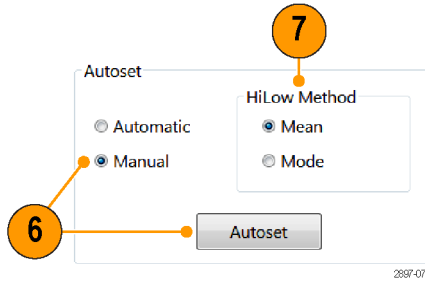 7
Autoset
HiLow Method
Automatic
Mean
Manual
Mode
6
Autoset
2897-07